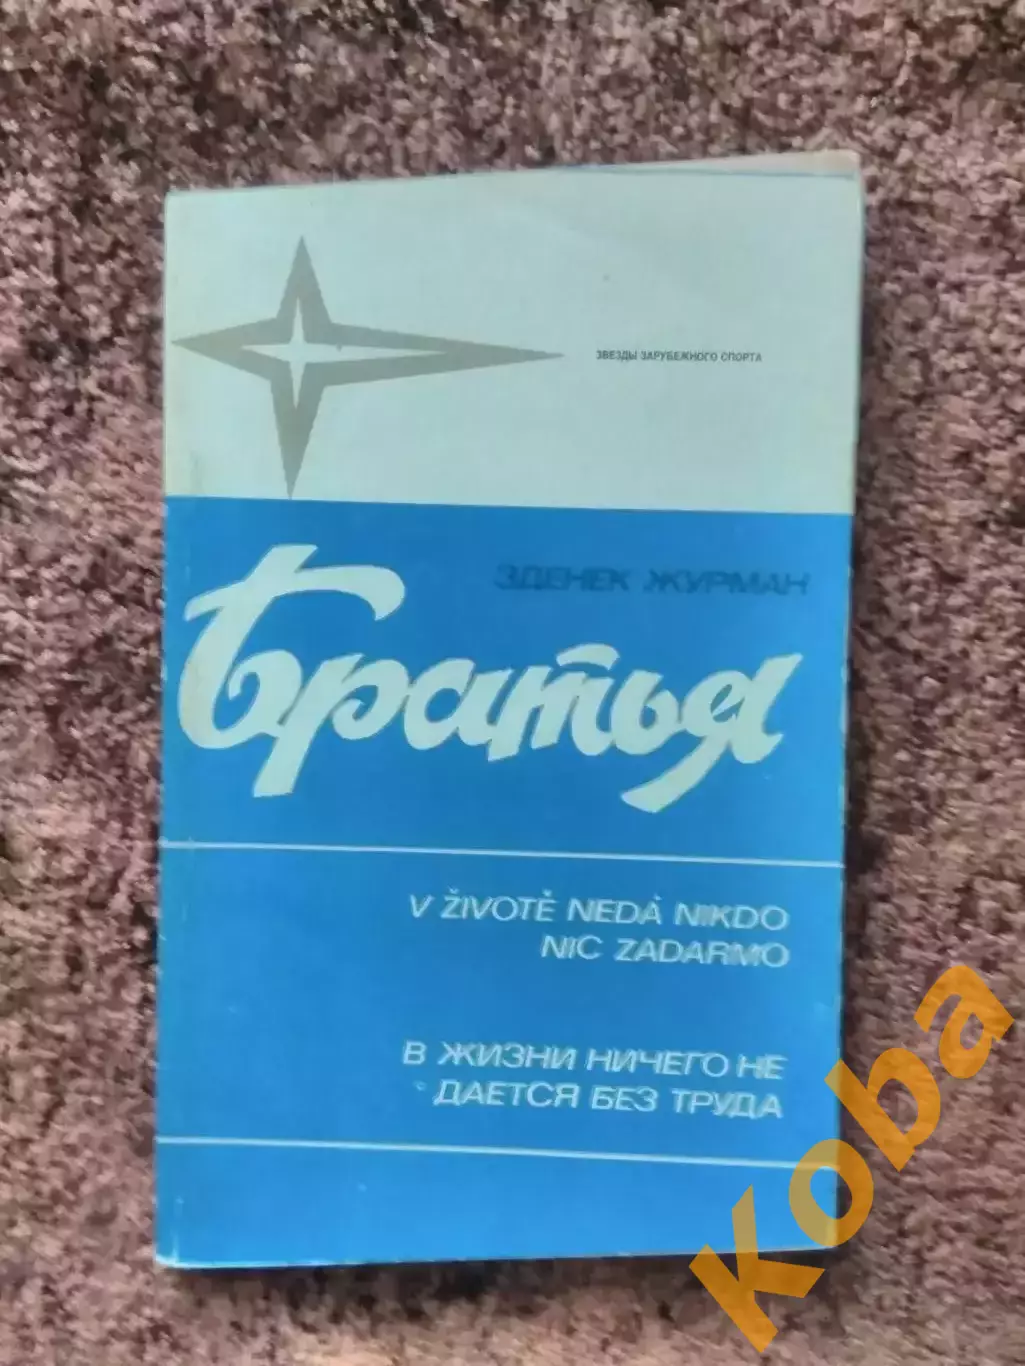 ЗВЕЗДЫ ЗАРУБЕЖНОГО СПОРТА
ЗДЕНЕК ЖУРМАН
Братья
V ŽIVOTĚ NEDÁ NIKDO
NIC ZADARMO
В ЖИЗНИ НИЧЕГО НЕ
ДАЕТСЯ БЕЗ ТРУДА
Koba